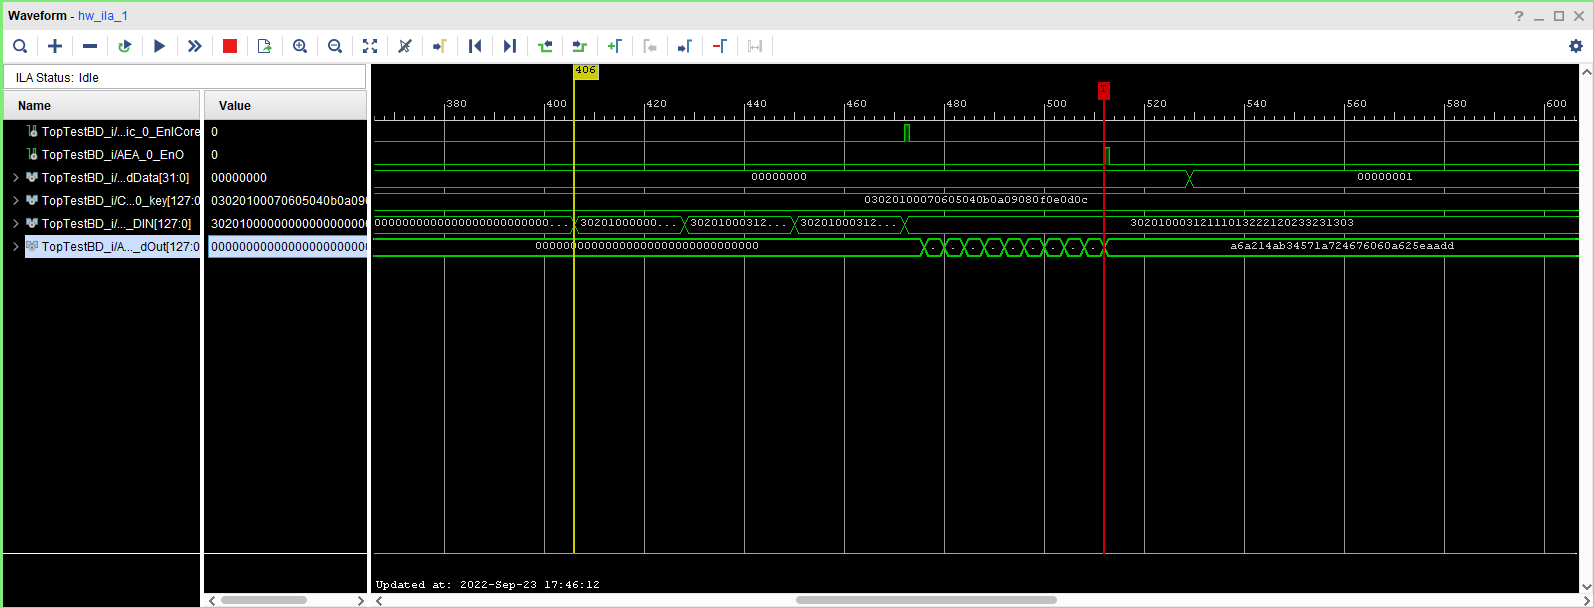 Waveform - hw_ila_1
ILA Status: Idle
Name Value
406
380 400 420 440 460 480 500 T 520 540 560 580 600
TopTestBD_i/...ic_0_EnICore 0
TopTestBD_i/AEA_0_EnO 0
TopTestBD_i/...dData[31:0] 00000000 00000000 00000001
TopTestBD_i/C...0_key[127:0 03020100070605040b0a090 03020100070605040b0a09080f0e0d0c
TopTestBD_i/..._DIN[127:0] 30201000000000000000000 0000000000000000000000000... 30201000000... 30201000312... 30201000312... 30201000312111013222120233231303
TopTestBD_i/A..._dOut[127:0 00000000000000000000000 00000000000000000000000000000000 a6a214ab34571a724676060a625eaadd
Updated at: 2022-Sep-23 17:46:12